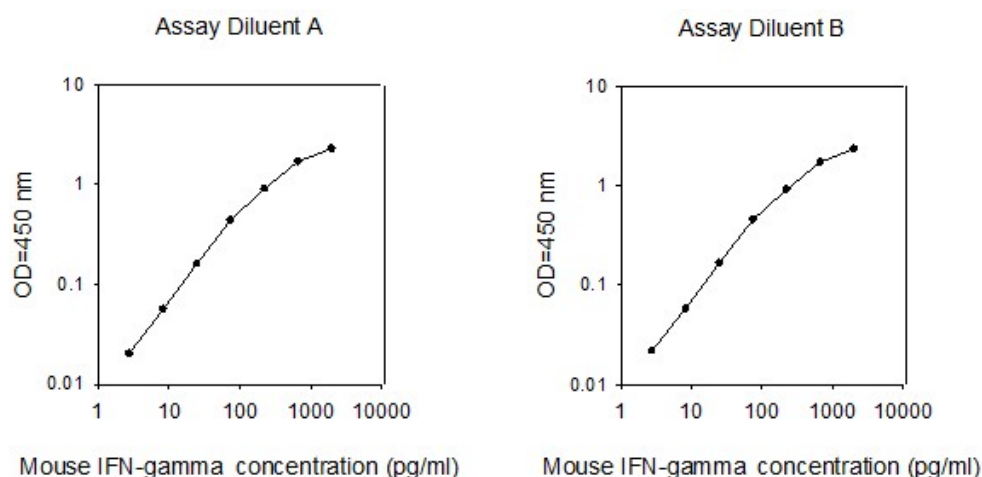 Assay Diluent A
10
1
0.1
0.01
OD=450 nm
1 10 100 1000 10000
Mouse IFN-gamma concentration (pg/ml)
Assay Diluent B
10
1
0.1
0.01
OD=450 nm
1 10 100 1000 10000
Mouse IFN-gamma concentration (pg/ml)